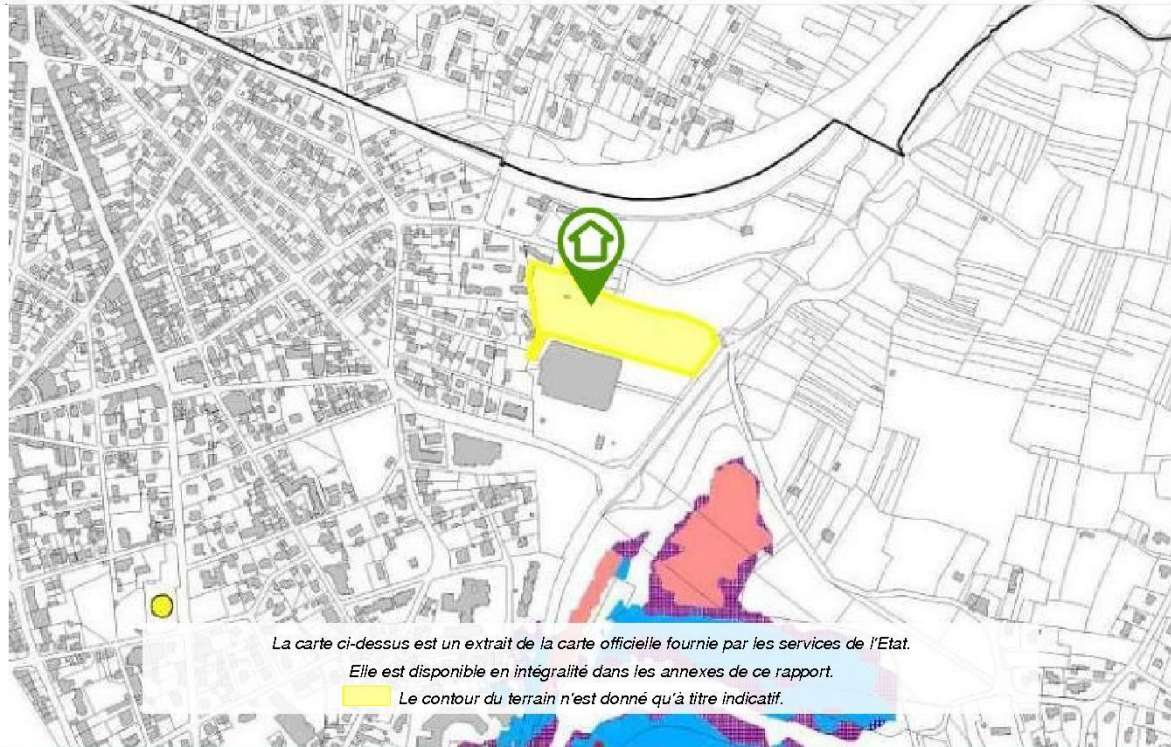 La carte ci-dessus est un extrait de la carte officielle fournie par les services de l'Etat.
Elle est disponible en intégralité dans les annexes de ce rapport.
Le contour du terrain n'est donné qu'à titre indicatif.